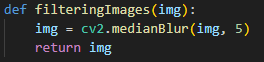 def filteringImages(img):
    img = cv2.medianBlur(img, 5)
    return img